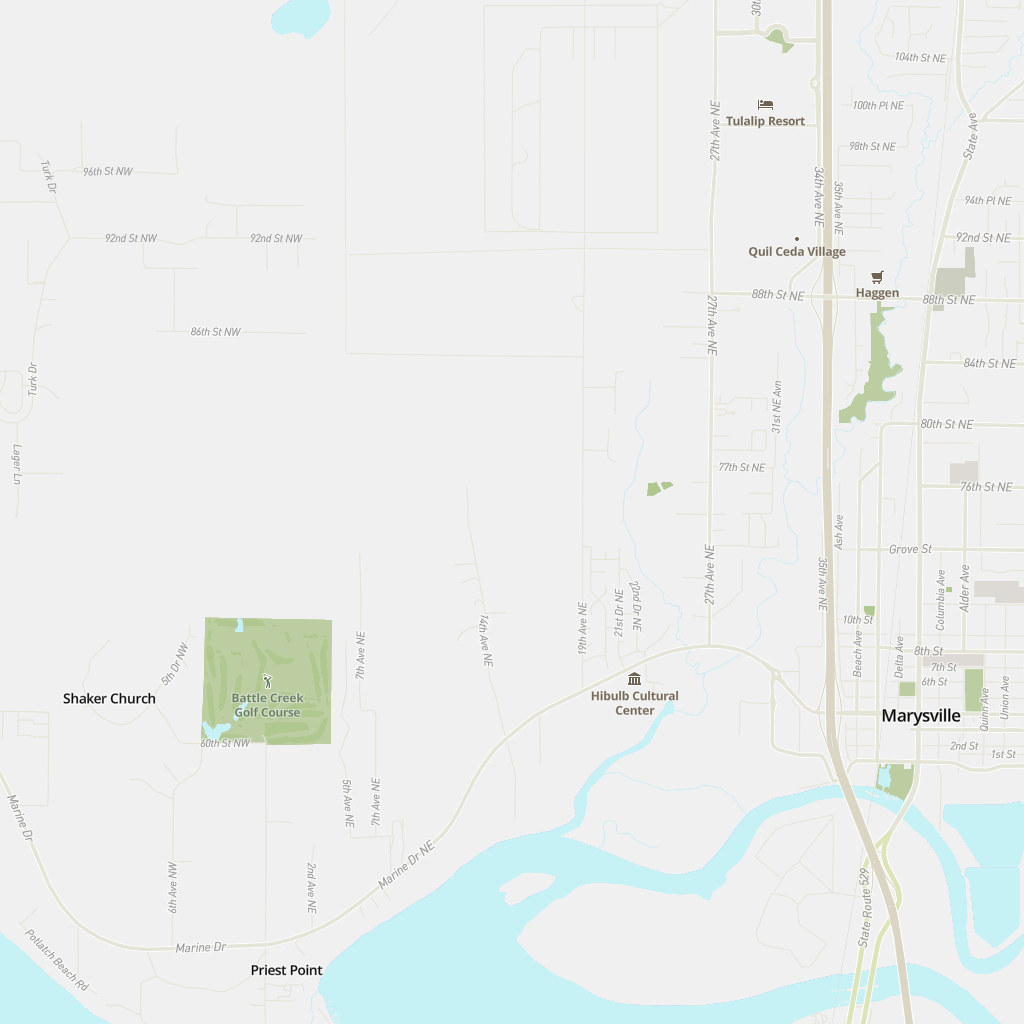 30th
104th St NE
100th Pl NE
Tulalip Resort
27th Ave NE
State Ave
98th St NE
Turk Dr
96th St NW
34th Ave NE
35th Ave NE
94th Pl NE
92nd St NW
92nd St NW
92nd St NE
Quil Ceda Village
Haggen
88th St NE
88th St NE
27th Ave NE
86th St NW
84th St NE
Turk Dr
31st NE Avn
80th St NE
Lager Ln
77th St NE
76th St NE
Ash Ave
Grove St
27th Ave NE
35th Ave NE
Columbia Ave
Alder Ave
22nd Dr NE
21st Dr NE
19th Ave NE
10th St
14th Ave NE
7th Ave NE
Beach Ave
Delta Ave
8th St
7th St
6th St
5th Dr NW
Shaker Church
Battle Creek
Golf Course
Hibulb Cultural
Center
Quinn Ave
Union Ave
Marysville
60th St NW
2nd St
1st St
5th Ave NE
7th Ave NE
Marine Dr
Marine Dr NE
6th Ave NW
2nd Ave NE
State Route 529
Marine Dr
Potlatch Beach Rd
Priest Point